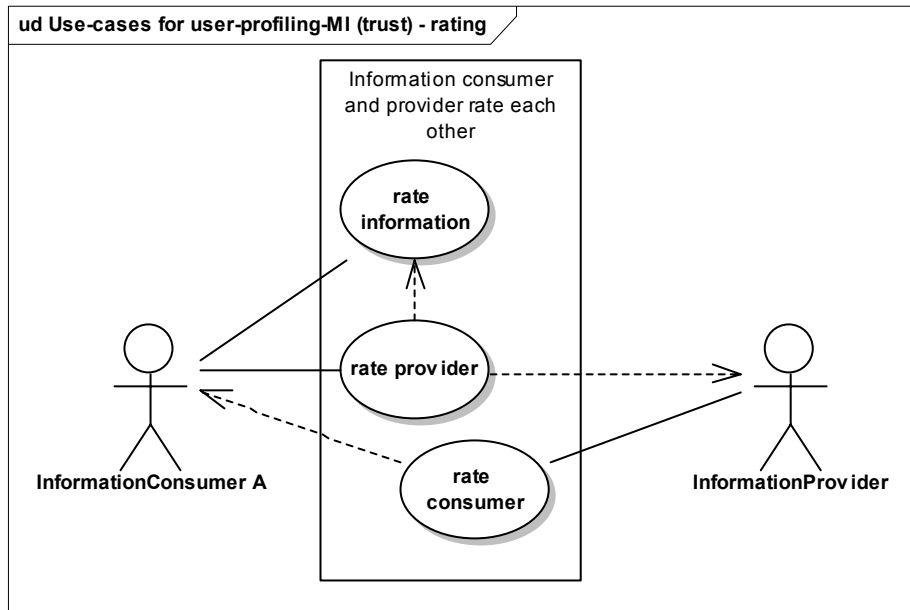 ud Use-cases for user-profiling-MI (trust) - rating
Information consumer
and provider rate each
other
rate
information
rate provider
rate
consumer
InformationConsumer A
InformationProvider